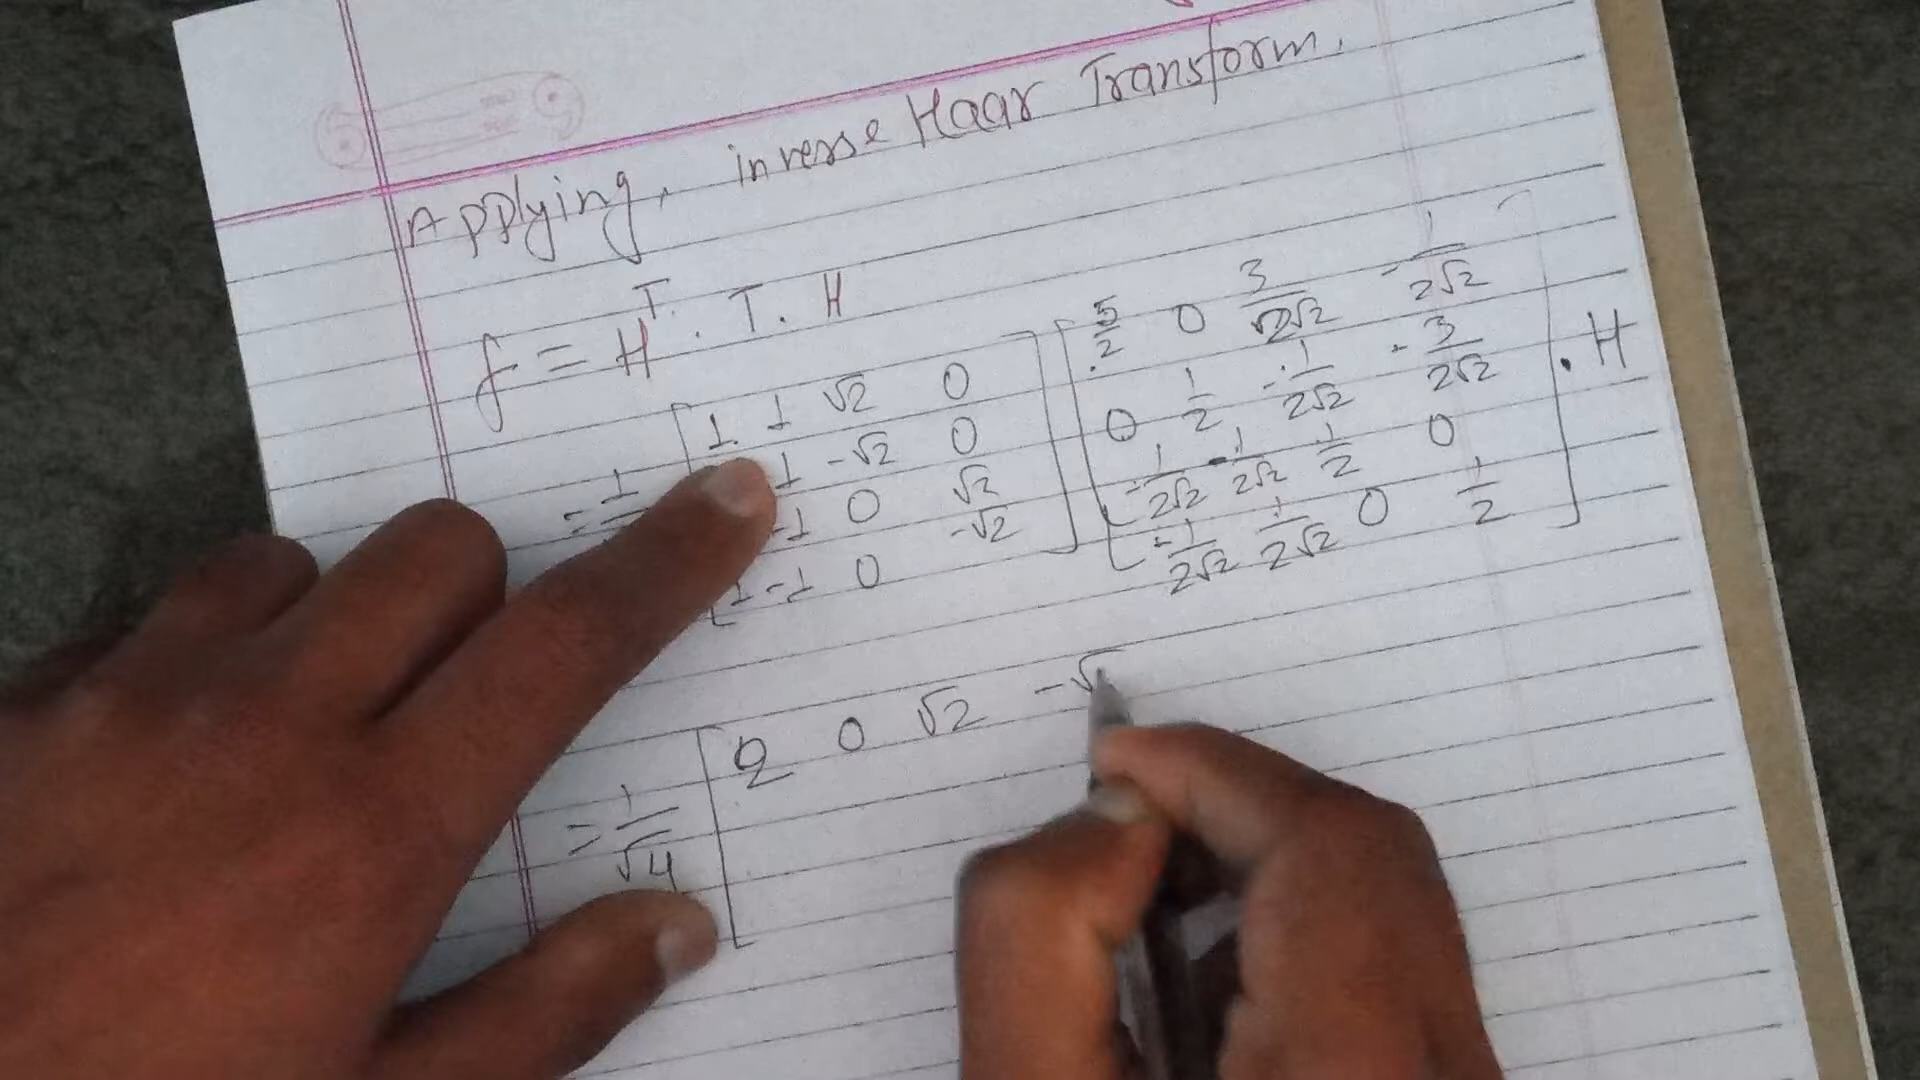 Applying, inverse Haar Transform.
f = Hᵀ. T. H
= 1 [ 1 1 √2 0 ] [ 5/2 0 3/2√2 -1/2√2 ] . H
1 -√2 0 0 1/2 -1/2√2 -3/2√2
-1 0 √2 -1/2√2 -1/2√2 1/2 0
1 -1 0 -√2 -1/2√2 1/2√2 0 1/2
= 1/√4 [ 2 0 √2 -√